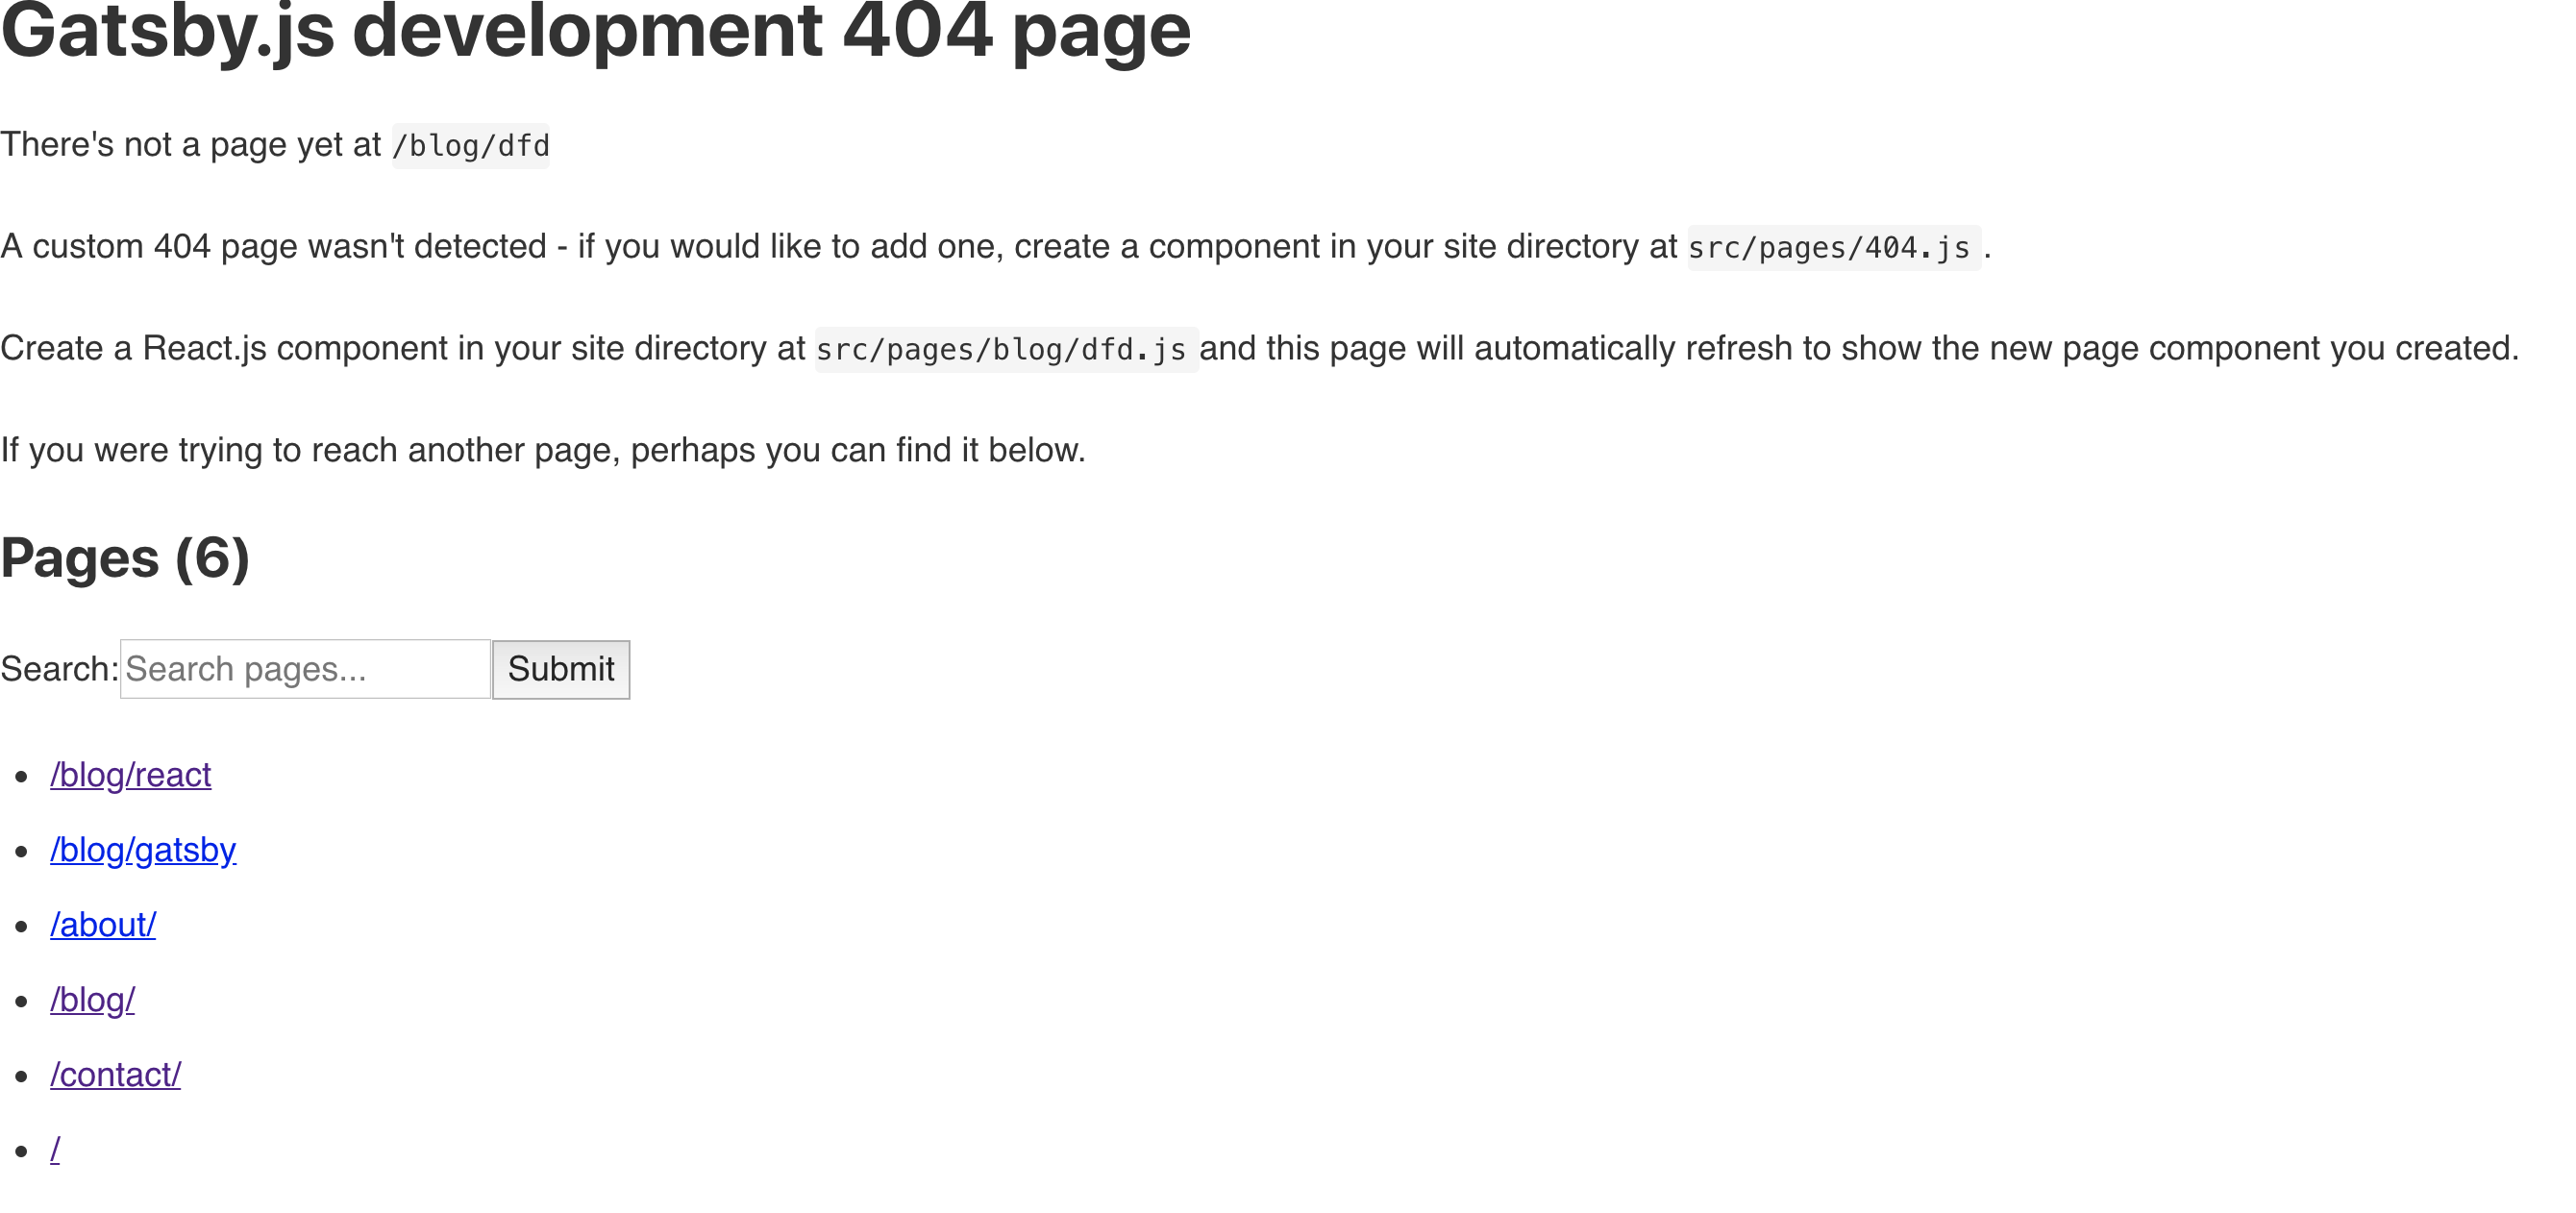 Gatsby.js development 404 page
There's not a page yet at /blog/dfd
A custom 404 page wasn't detected - if you would like to add one, create a component in your site directory at src/pages/404.js .
Create a React.js component in your site directory at src/pages/blog/dfd.js and this page will automatically refresh to show the new page component you created.
If you were trying to reach another page, perhaps you can find it below.
Pages (6)
Search: Search pages... Submit
/blog/react
/blog/gatsby
/about/
/blog/
/contact/
/